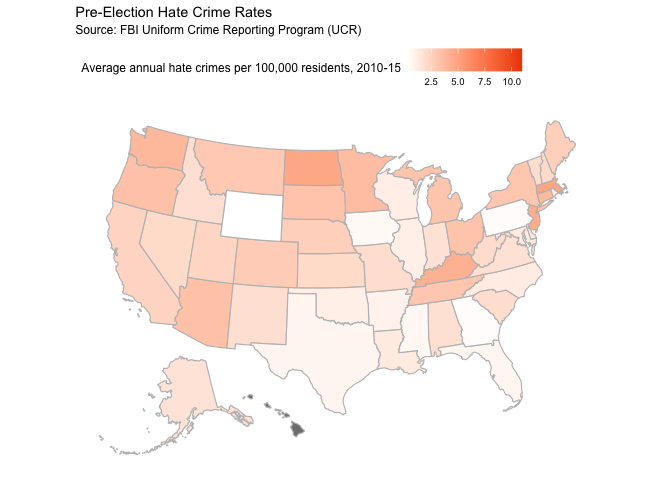 Pre-Election Hate Crime Rates
Source: FBI Uniform Crime Reporting Program (UCR)
Average annual hate crimes per 100,000 residents, 2010-15
2.5 5.0 7.5 10.0